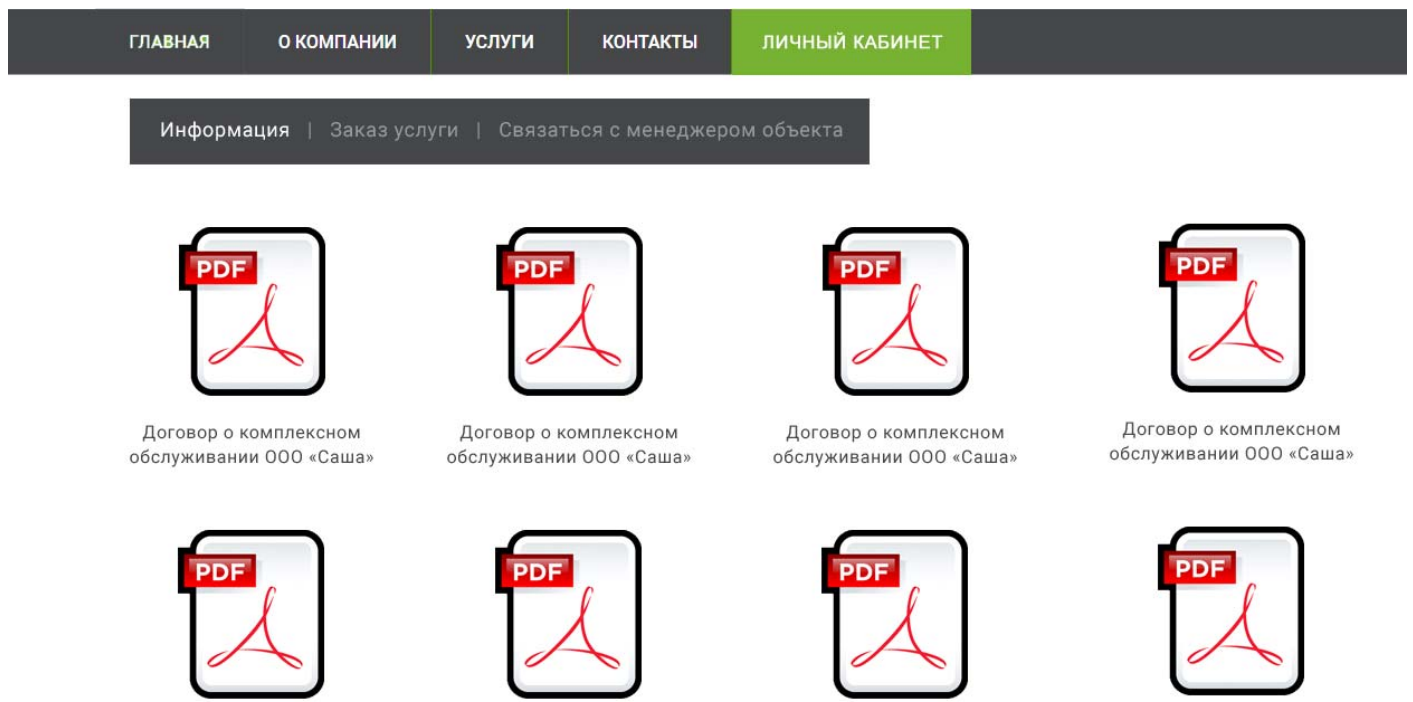 ГЛАВНАЯ О КОМПАНИИ УСЛУГИ КОНТАКТЫ ЛИЧНЫЙ КАБИНЕТ
Информация | Заказ услуги | Связаться с менеджером объекта
PDF PDF PDF PDF
Договор о комплексном
обслуживании ООО «Саша»
Договор о комплексном
обслуживании ООО «Саша»
Договор о комплексном
обслуживании ООО «Саша»
Договор о комплексном
обслуживании ООО «Саша»
PDF PDF PDF PDF